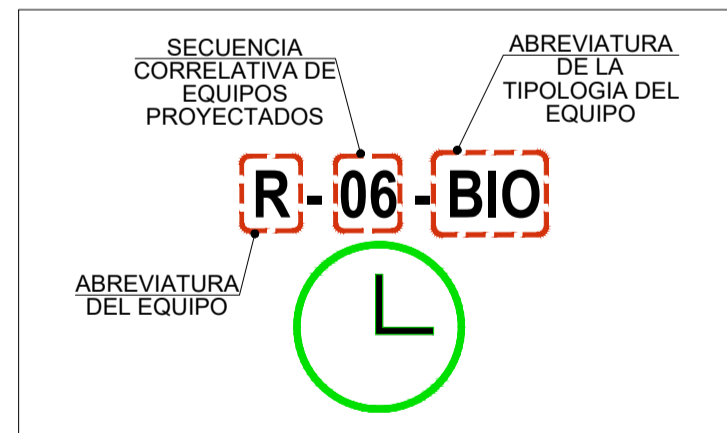 SECUENCIA
CORRELATIVA DE
EQUIPOS
PROYECTADOS
ABREVIATURA
DE LA
TIPOLOGIA DEL
EQUIPO
R-06-BIO
ABREVIATURA
DEL EQUIPO